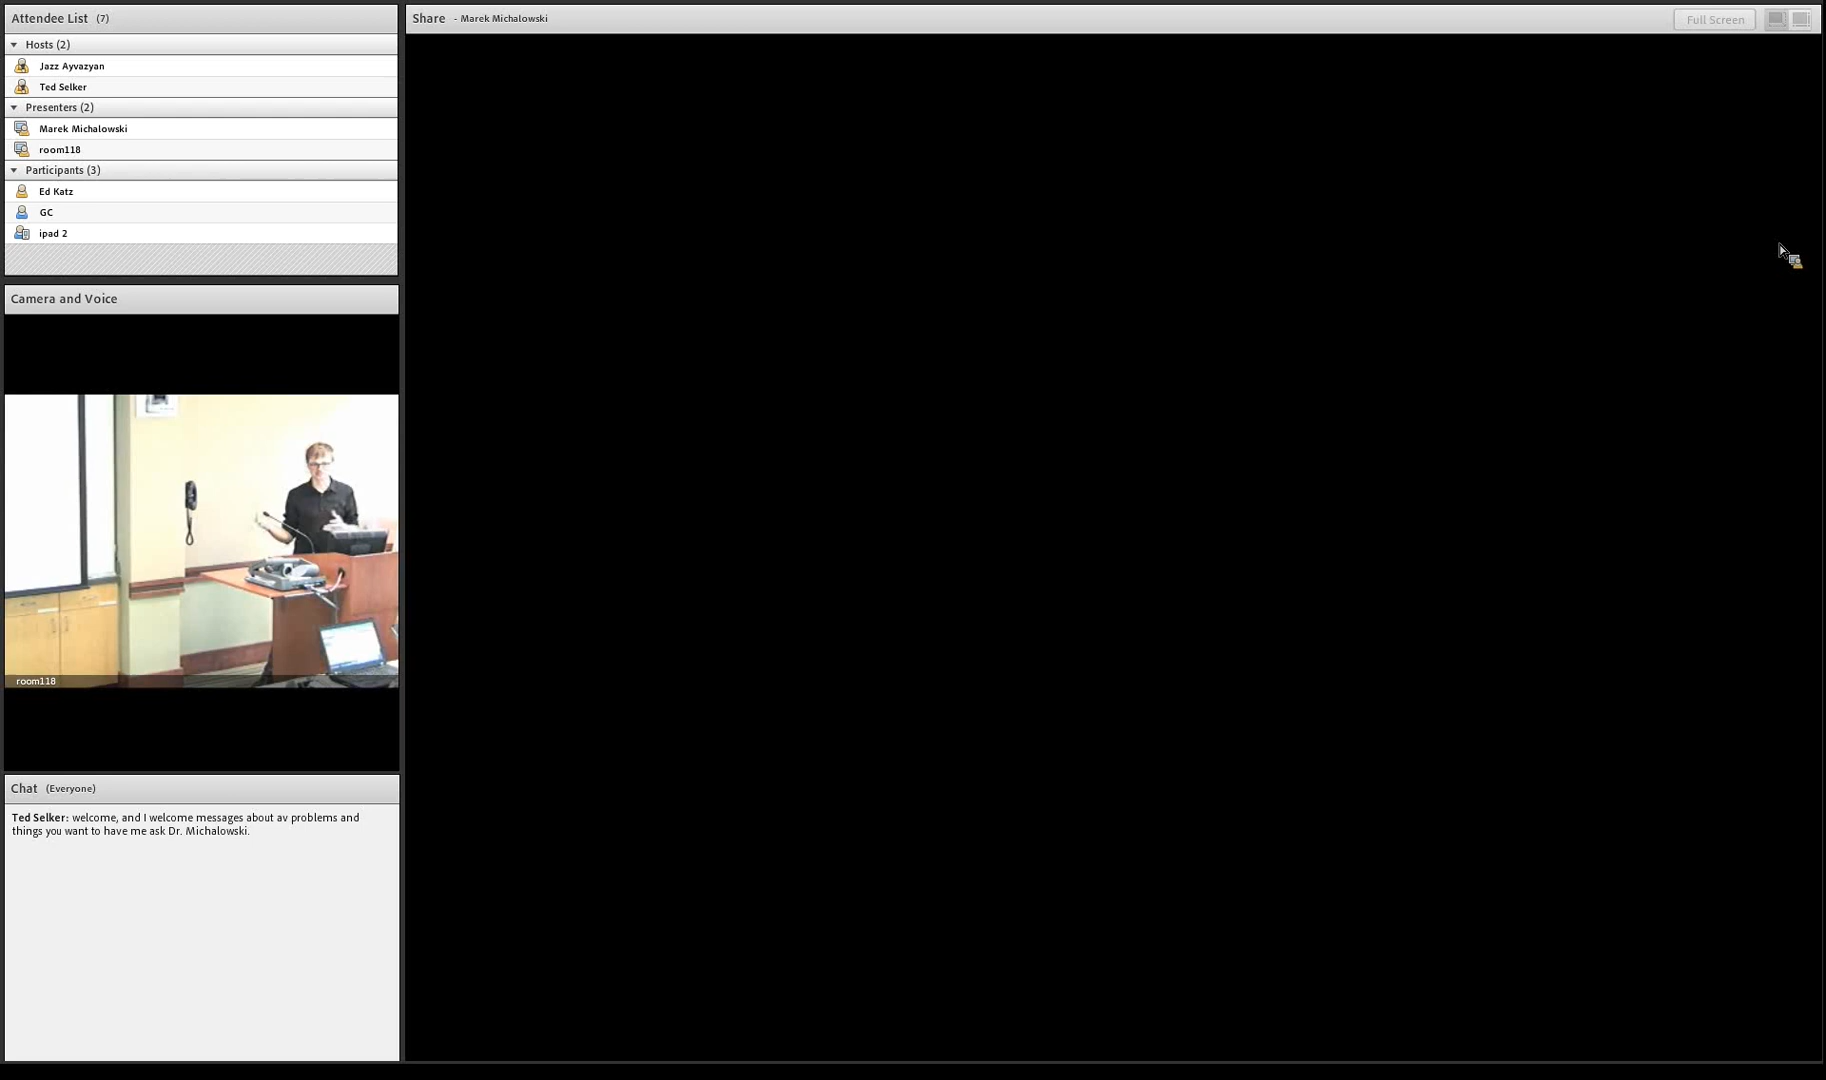 Attendee List (7)
Hosts (2)
Jazz Ayvazyan
Ted Selker
Presenters (2)
Marek Michalowski
room118
Participants (3)
Ed Katz
GC
ipad 2
Camera and Voice
room118
Chat (Everyone)
Ted Selker: welcome, and I welcome messages about av problems and
things you want to have me ask Dr. Michalowski.
Share - Marek Michalowski
Full Screen